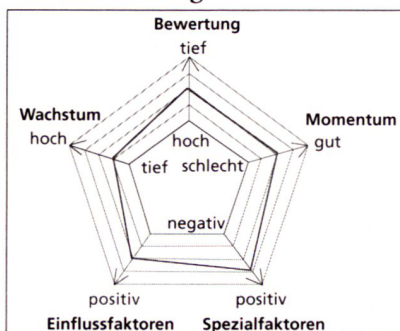 Bewertung
tief
Wachstum
hoch
Momentum
gut
hoch
tief schlecht
negativ
positiv positiv
Einflussfaktoren Spezialfaktoren